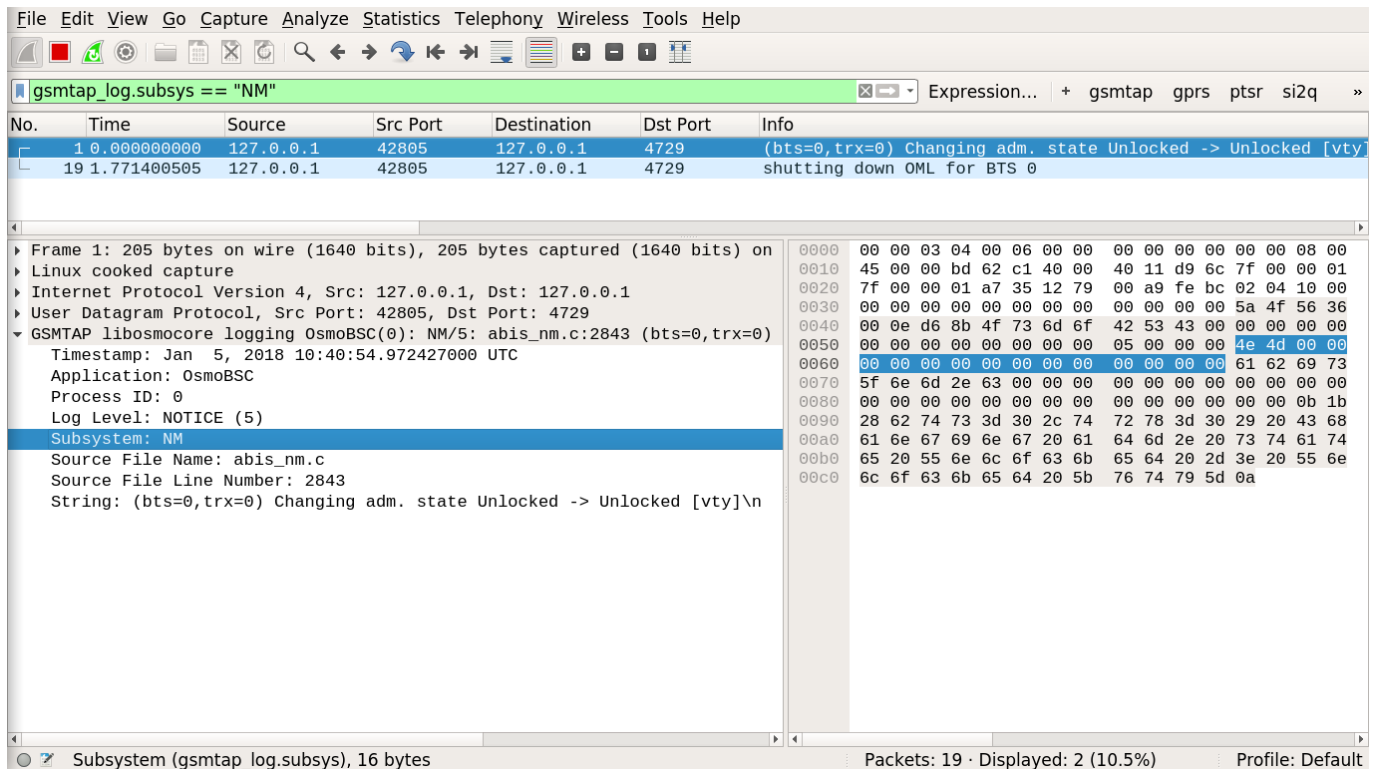 File Edit View Go Capture Analyze Statistics Telephony Wireless Tools Help
gsmtap_log.subsys == "NM" Expression… + gsmtap gprs ptsr si2q »
No. Time Source Src Port Destination Dst Port Info
1 0.000000000 127.0.0.1 42805 127.0.0.1 4729 (bts=0,trx=0) Changing adm. state Unlocked -> Unlocked [vty]
19 1.771400505 127.0.0.1 42805 127.0.0.1 4729 shutting down OML for BTS 0
Frame 1: 205 bytes on wire (1640 bits), 205 bytes captured (1640 bits) on
Linux cooked capture
Internet Protocol Version 4, Src: 127.0.0.1, Dst: 127.0.0.1
User Datagram Protocol, Src Port: 42805, Dst Port: 4729
GSMTAP libosmocore logging OsmoBSC(0): NM/5: abis_nm.c:2843 (bts=0,trx=0)
Timestamp: Jan  5, 2018 10:40:54.972427000 UTC
Application: OsmoBSC
Process ID: 0
Log Level: NOTICE (5)
Subsystem: NM
Source File Name: abis_nm.c
Source File Line Number: 2843
String: (bts=0,trx=0) Changing adm. state Unlocked -> Unlocked [vty]\n
0000 00 00 03 04 00 06 00 00 00 00 00 00 00 00 08 00
0010 45 00 00 bd 62 c1 40 00 40 11 d9 6c 7f 00 00 01
0020 7f 00 00 01 a7 35 12 79 00 a9 fe bc 02 04 10 00
0030 00 00 00 00 00 00 00 00 00 00 00 00 5a 4f 56 36
0040 00 0e d6 8b 4f 73 6d 6f 42 53 43 00 00 00 00 00
0050 00 00 00 00 00 00 00 00 05 00 00 00 4e 4d 00 00
0060 00 00 00 00 00 00 00 00 00 00 00 00 61 62 69 73
0070 5f 6e 6d 2e 63 00 00 00 00 00 00 00 00 00 00 00
0080 00 00 00 00 00 00 00 00 00 00 00 00 00 00 0b 1b
0090 28 62 74 73 3d 30 2c 74 72 78 3d 30 29 20 43 68
00a0 61 6e 67 69 6e 67 20 61 64 6d 2e 20 73 74 61 74
00b0 65 20 55 6e 6c 6f 63 6b 65 64 20 2d 3e 20 55 6e
00c0 6c 6f 63 6b 65 64 20 5b 76 74 79 5d 0a
Subsystem (gsmtap_log.subsys), 16 bytes Packets: 19 · Displayed: 2 (10.5%) Profile: Default